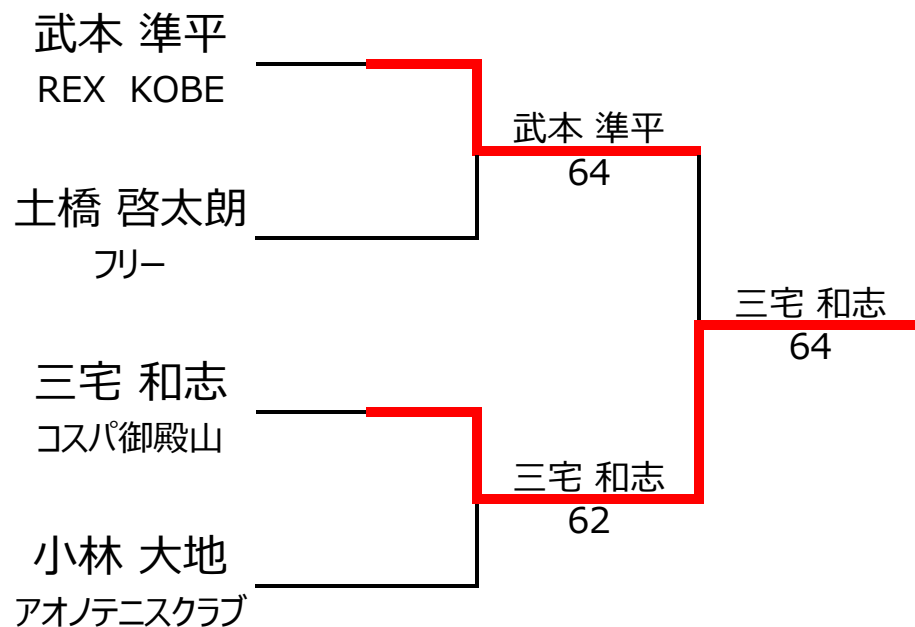 武本 準平
REX KOBE
土橋 啓太朗
フリー
三宅 和志
コスパ御殿山
小林 大地
アオノテニスクラブ
武本 準平
64
三宅 和志
62
三宅 和志
64